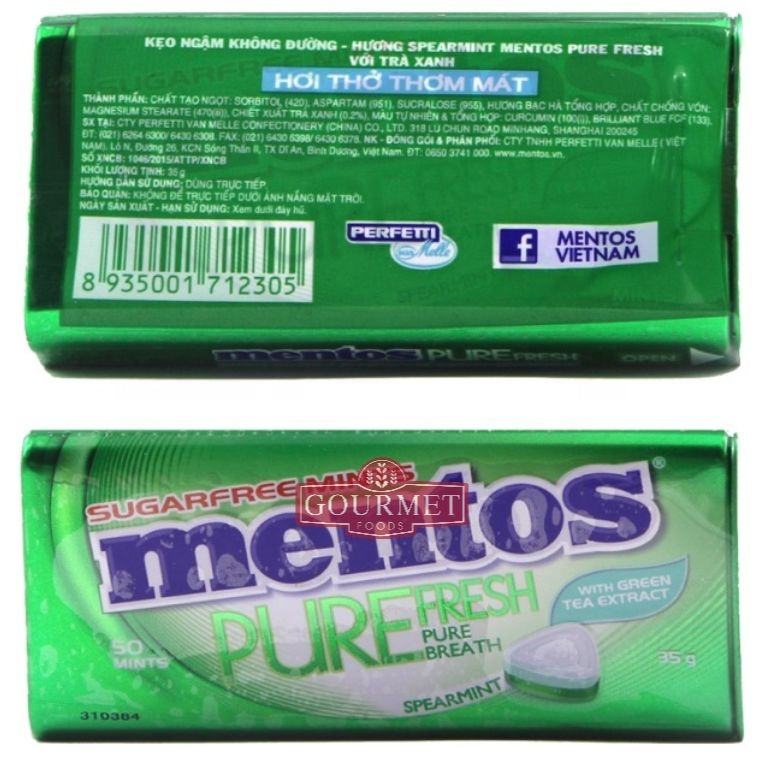 KẸO NGẬM KHÔNG ĐƯỜNG - HƯƠNG SPEARMINT MENTOS PURE FRESH
VỚI TRÀ XANH
HƠI THỞ THƠM MÁT
THÀNH PHẦN: CHẤT TẠO NGỌT: SORBITOL (420), ASPARTAM (951), SUCRALOSE (955), HƯƠNG BẠC HÀ TỔNG HỢP, CHẤT CHỐNG VÓN:
MAGNESIUM STEARATE (470(iii)), CHIẾT XUẤT TRÀ XANH (0.2%), MÀU TỰ NHIÊN & TỔNG HỢP: CURCUMIN (100(i)), BRILLIANT BLUE FCF (133).
SX TẠI: CTY PERFETTI VAN MELLE CONFECTIONERY (CHINA) CO., LTD. 318 LU CHUN ROAD MINHANG, SHANGHAI 200245
ĐT: (021) 6264 6300/ 6430 6308. FAX: (021) 6430 6398/ 6430 6378. NK - ĐÓNG GÓI & PHÂN PHỐI: CTY TNHH PERFETTI VAN MELLE ( VIỆT
NAM). Lô N, Đường 26, KCN Sóng Thần II, TX Dĩ An, Bình Dương, Việt Nam. ĐT: 0650 3741 000. www.mentos.vn.
SỐ XNCB: 1046/2015/ATTP/XNCB
KHỐI LƯỢNG TỊNH: 35 g
HƯỚNG DẪN SỬ DỤNG: DÙNG TRỰC TIẾP.
BẢO QUẢN: KHÔNG ĐỂ TRỰC TIẾP DƯỚI ÁNH NẮNG MẶT TRỜI.
NGÀY SẢN XUẤT - HẠN SỬ DỤNG: Xem dưới đáy hũ.
PERFETTI
van Melle
f MENTOS
VIETNAM
8 935001 712305
mentos PURE FRESH OPEN
SUGARFREE MINTS
GOURMET
FOODS
mentos®
PURE FRESH
PURE
BREATH
WITH GREEN
TEA EXTRACT
50
MINTS
35 g
SPEARMINT
310384